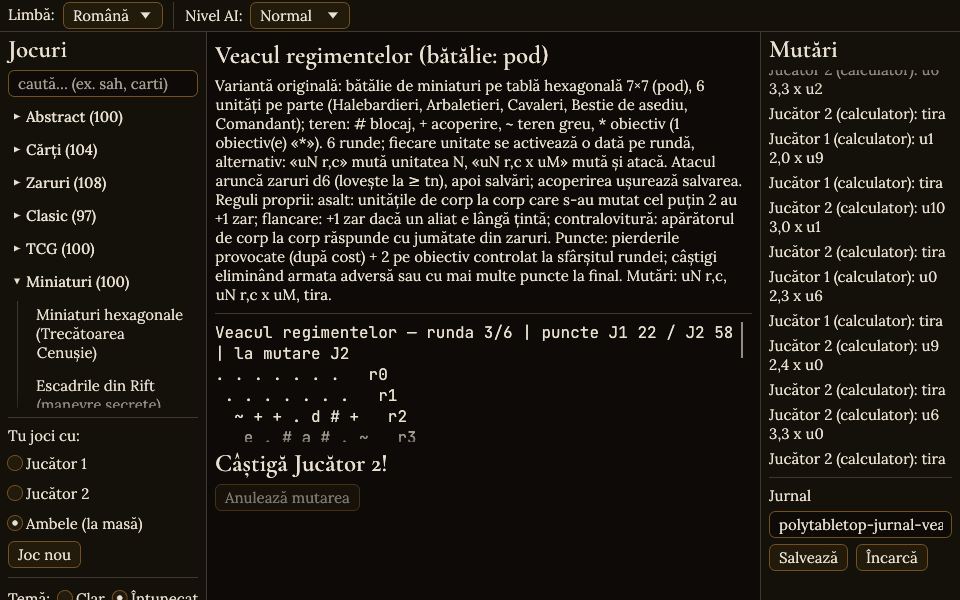 Limbă: Română ▼ Nivel AI: Normal ▼
Jocuri
caută... (ex. sah, carti)
▸ Abstract (100)
▸ Cărți (104)
▸ Zaruri (108)
▸ Clasic (97)
▸ TCG (100)
▾ Miniaturi (100)
Miniaturi hexagonale
(Trecătoarea
Cenușie)
Escadrile din Rift
(manevre secrete)
Tu joci cu:
Jucător 1
Jucător 2
Ambele (la masă)
Joc nou
Temă: Clar Întunecat
Veacul regimentelor (bătălie: pod)
Variantă originală: bătălie de miniaturi pe tablă hexagonală 7×7 (pod), 6
unități pe parte (Halebardieri, Arbaletieri, Cavaleri, Bestie de asediu,
Comandant); teren: # blocaj, + acoperire, ~ teren greu, * obiectiv (1
obiectiv(e) «*»). 6 runde; fiecare unitate se activează o dată pe rundă,
alternativ: «uN r,c» mută unitatea N, «uN r,c x uM» mută și atacă. Atacul
aruncă zaruri d6 (lovește la ≥ tn), apoi salvări; acoperirea ușurează salvarea.
Reguli proprii: asalt: unitățile de corp la corp care s-au mutat cel puțin 2 au
+1 zar; flancare: +1 zar dacă un aliat e lângă țintă; contralovitură: apărătorul
de corp la corp răspunde cu jumătate din zaruri. Puncte: pierderile
provocate (după cost) + 2 pe obiectiv controlat la sfârșitul rundei; câștigi
eliminând armata adversă sau cu mai multe puncte la final. Mutări: uN r,c,
uN r,c x uM, tira.
Veacul regimentelor — runda 3/6 | puncte J1 22 / J2 58
| la mutare J2
. . . . . . . r0
. . . . . . . r1
~ + + . d # + r2
e . # a # . ~ r3
Câștigă Jucător 2!
Anulează mutarea
Mutări
Jucător 2 (calculator): u6
3,3 x u2
Jucător 2 (calculator): tira
Jucător 1 (calculator): u1
2,0 x u9
Jucător 1 (calculator): tira
Jucător 2 (calculator): u10
3,0 x u1
Jucător 2 (calculator): tira
Jucător 1 (calculator): u0
2,3 x u6
Jucător 1 (calculator): tira
Jucător 2 (calculator): u9
2,4 x u0
Jucător 2 (calculator): tira
Jucător 2 (calculator): u6
3,3 x u0
Jucător 2 (calculator): tira
Jurnal
polytabletop-jurnal-vea
Salvează Încarcă